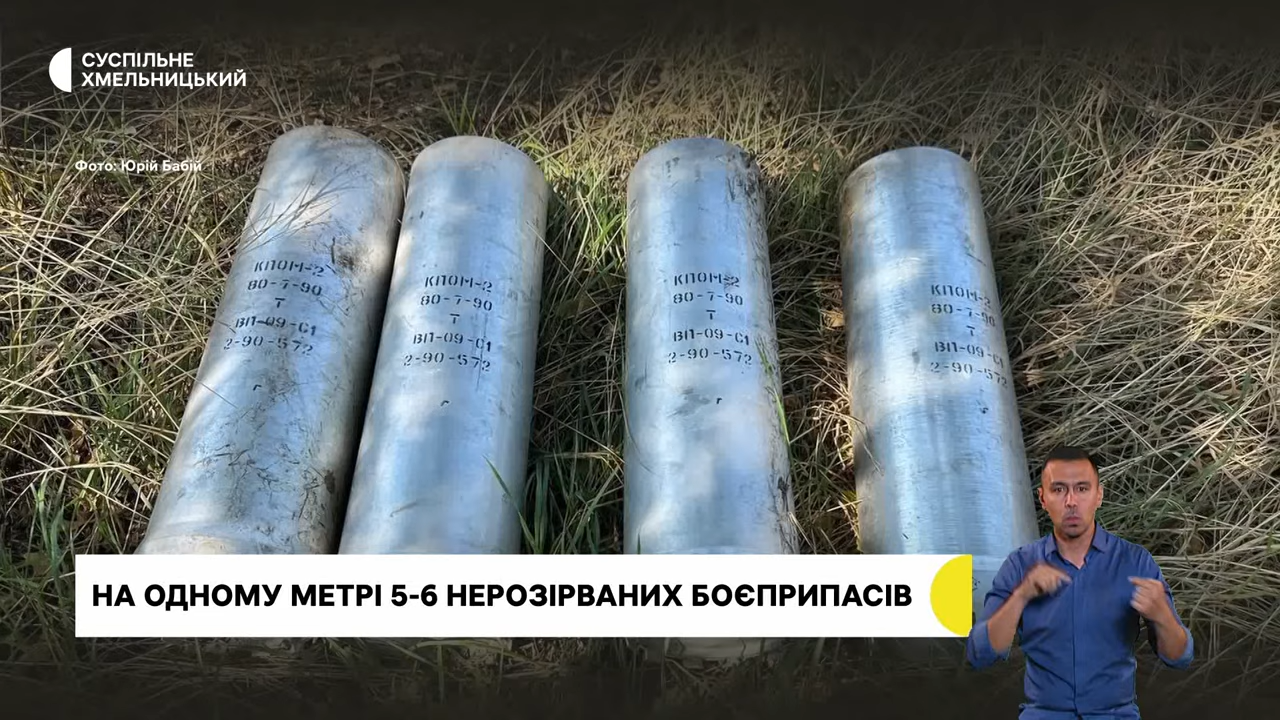 СУСПІЛЬНЕ
ХМЕЛЬНИЦЬКИЙ
Фото: Юрій Бабій
КПОМ-2
80-7-90
Т
ВП-09-С1
2-90-572
г
КПОМ-2
80-7-90
Т
ВП-09-С1
2-90-572
г
КПОМ-2
80-7-90
Т
ВП-09-С1
2-90-572
г
КПОМ-2
80-7-90
Т
ВП-09-С1
2-90-572
НА ОДНОМУ МЕТРІ 5-6 НЕРОЗІРВАНИХ БОЄПРИПАСІВ